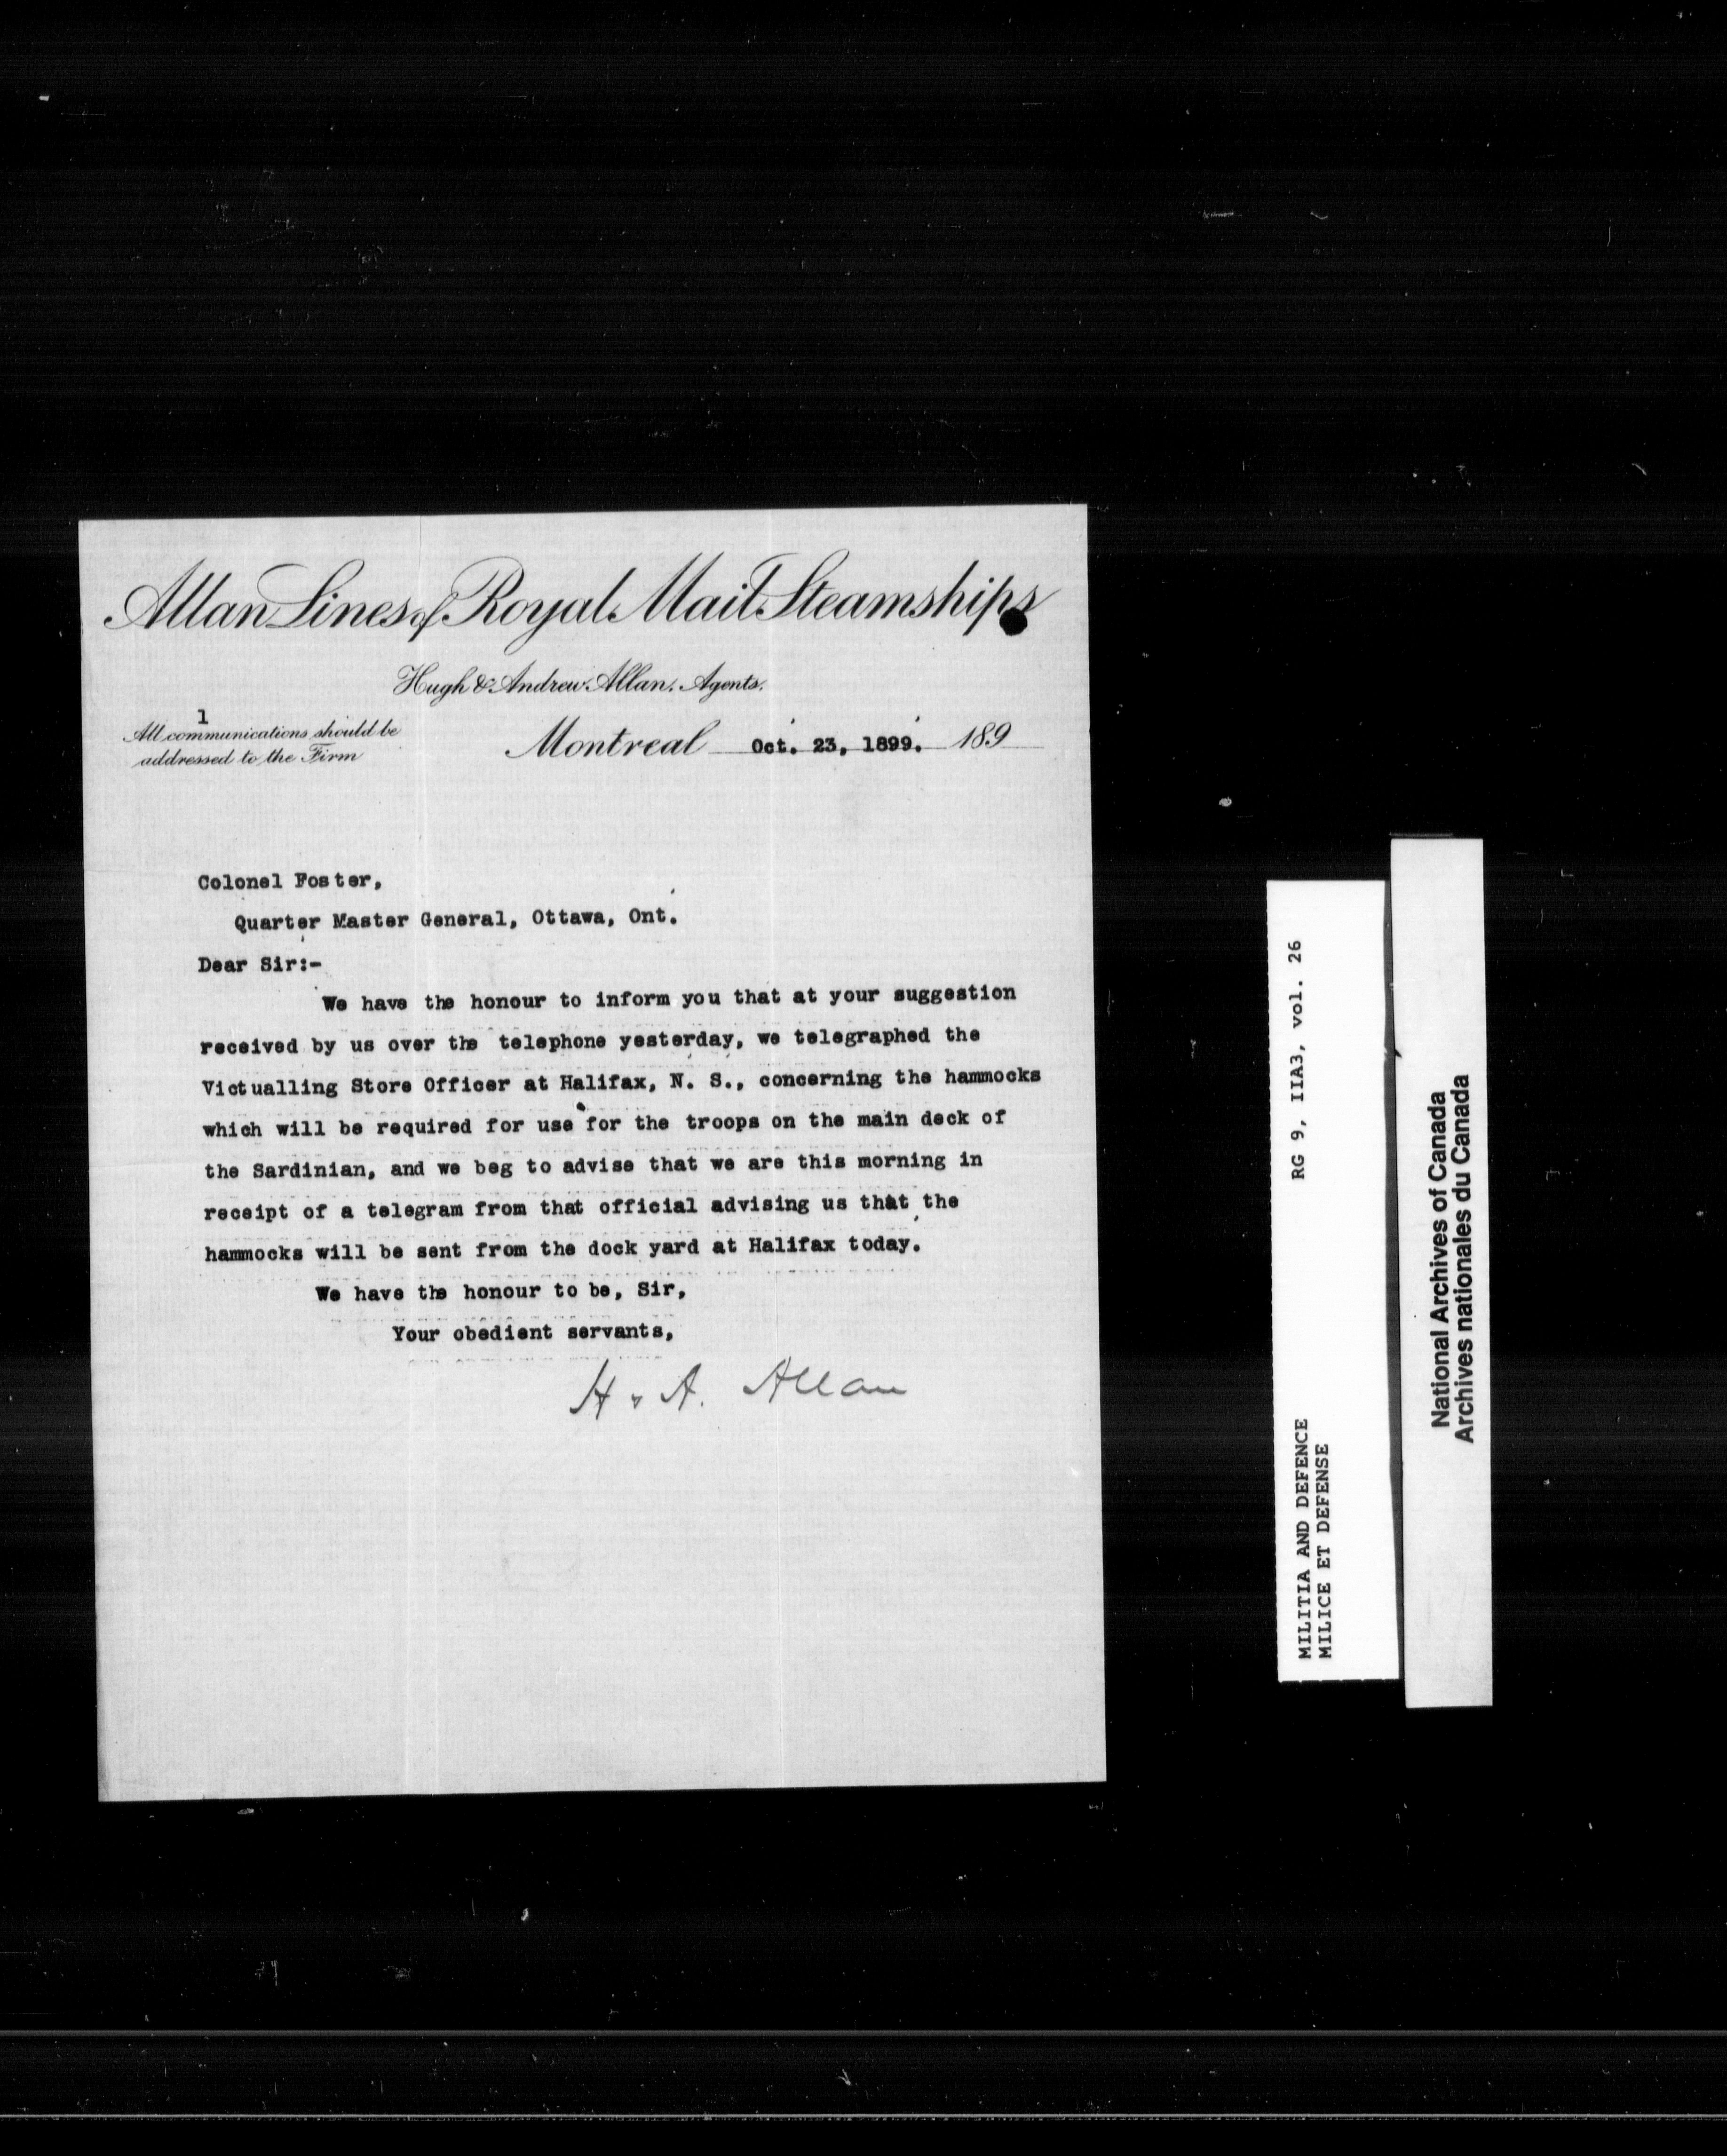 Allan Lines of Royal Mail Steamships
Hugh & Andrew Allan, Agents.
1
All communications should be
addressed to the Firm
Montreal Oct. 23, 1899. 189
Colonel Foster,
Quarter Master General, Ottawa, Ont.
Dear Sir:-
We have the honour to inform you that at your suggestion
received by us over the telephone yesterday, we telegraphed the
Victualling Store Officer at Halifax, N. S., concerning the hammocks
which will be required for use for the troops on the main deck of
the Sardinian, and we beg to advise that we are this morning in
receipt of a telegram from that official advising us that the
hammocks will be sent from the dock yard at Halifax today.
We have the honour to be, Sir,
Your obedient servants,
H & A. Allan
MILITIA AND DEFENCE RG 9, IIA3, vol. 26
MILICE ET DEFENSE
National Archives of Canada
Archives nationales du Canada